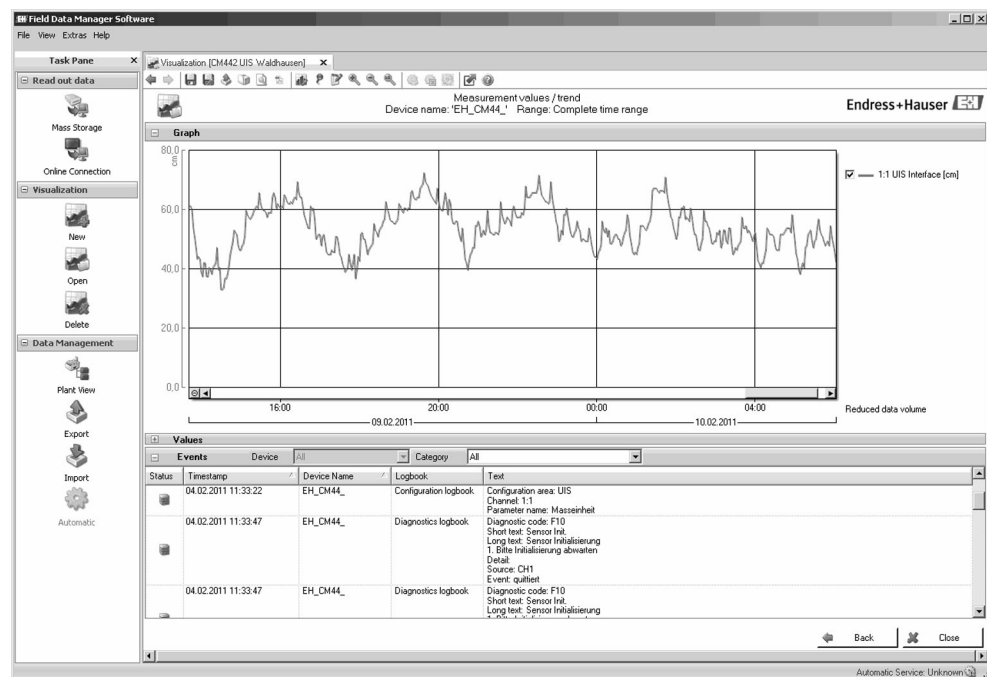 Field Data Manager Software
File View Extras Help
Task Pane X
Read out data
Mass Storage
Online Connection
Visualization
New
Open
Delete
Data Management
Plant View
Export
Import
Automatic
Visualization [CM442 UIS Waldhausen] X
Measurement values / trend
Device name: 'EH_CM44_' Range: Complete time range
Endress+Hauser EH
Graph
80,0
cm
60,0
40,0
20,0
0,0
1:1 UIS Interface [cm]
16:00 20:00 00:00 04:00
09.02.2011 10.02.2011
Reduced data volume
Values
Events Device All Category All
Status Timestamp Device Name Logbook Text
04.02.2011 11:33:22 EH_CM44_ Configuration logbook Configuration area: UIS
Channel: 1:1
Parameter name: Masseinheit
04.02.2011 11:33:47 EH_CM44_ Diagnostics logbook Diagnostic code: F10
Short text: Sensor Init.
Long text: Sensor Initialisierung
1. Bitte Initialisierung abwarten
Detail:
Source: CH1
Event: quittiert
04.02.2011 11:33:47 EH_CM44_ Diagnostics logbook Diagnostic code: F10
Short text: Sensor Init.
Long text: Sensor Initialisierung
Back Close
Automatic Service: Unknown